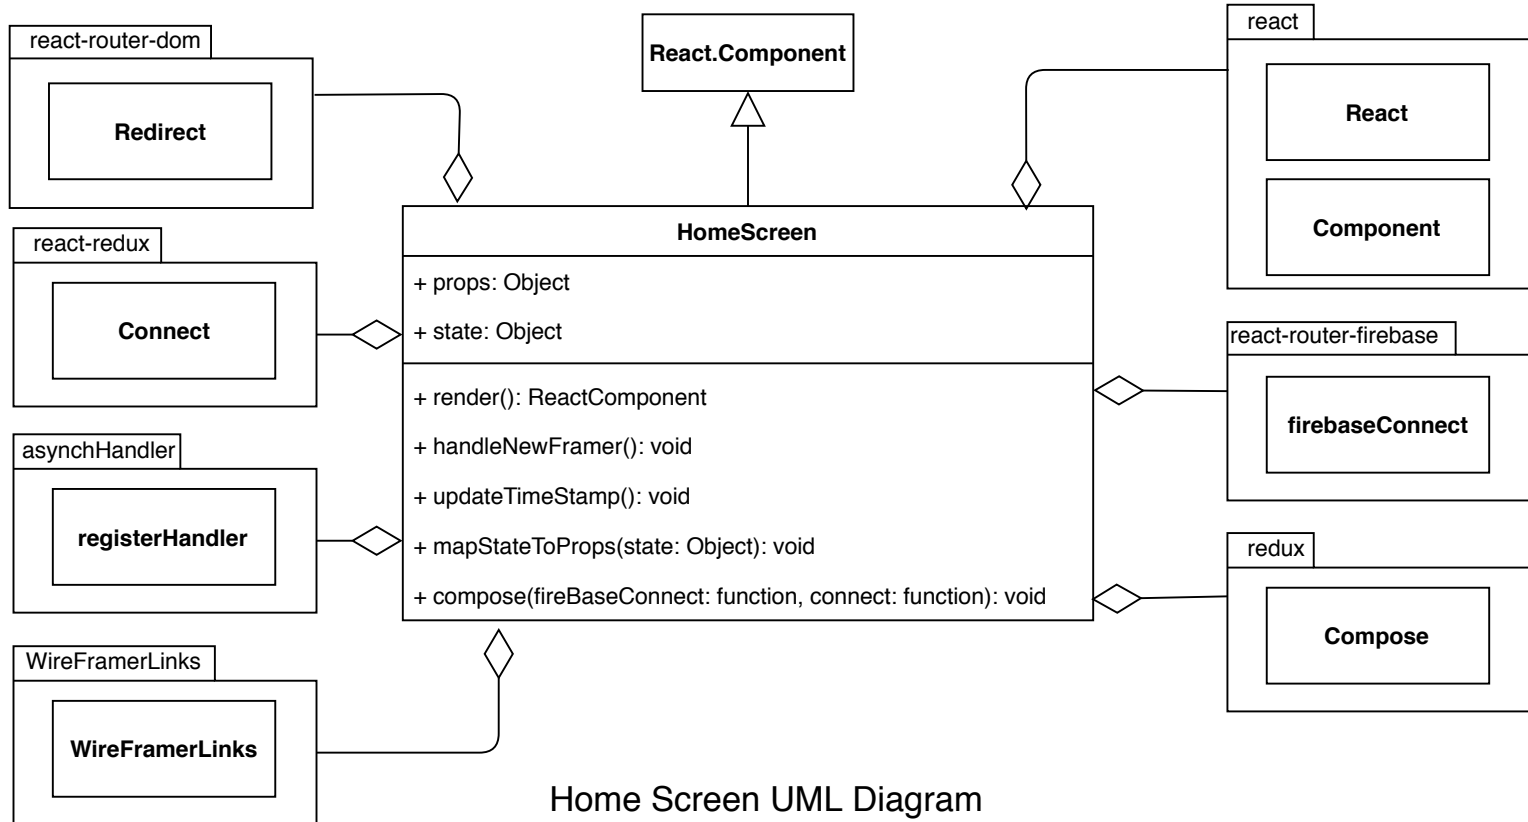 react-router-dom
Redirect
react-redux
Connect
asynchHandler
registerHandler
WireFramerLinks
WireFramerLinks
React.Component
HomeScreen
+ props: Object
+ state: Object
+ render(): ReactComponent
+ handleNewFramer(): void
+ updateTimeStamp(): void
+ mapStateToProps(state: Object): void
+ compose(fireBaseConnect: function, connect: function): void
react
React
Component
react-router-firebase
firebaseConnect
redux
Compose
Home Screen UML Diagram